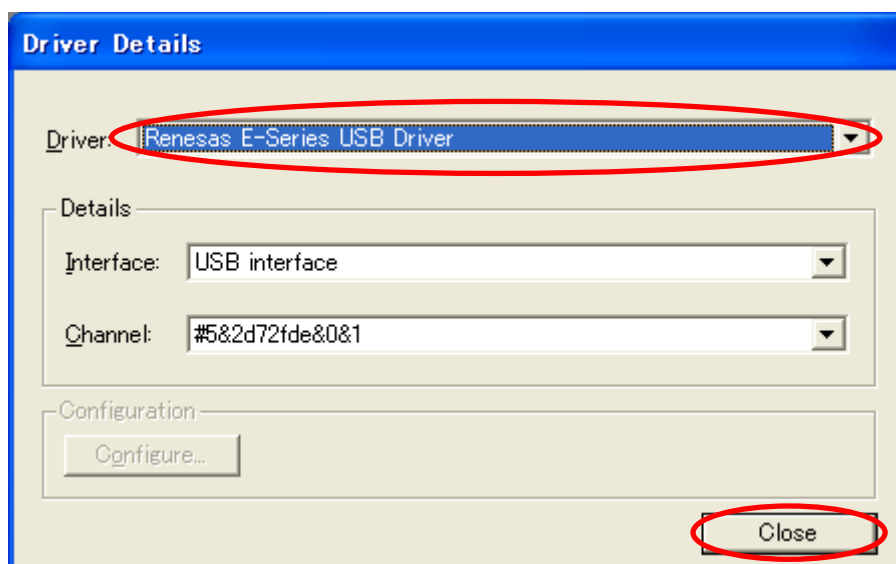 Driver Details
Driver: Renesas E-Series USB Driver
Details
Interface: USB interface
Channel: #5&2d72fde&0&1
Configuration
Configure...
Close